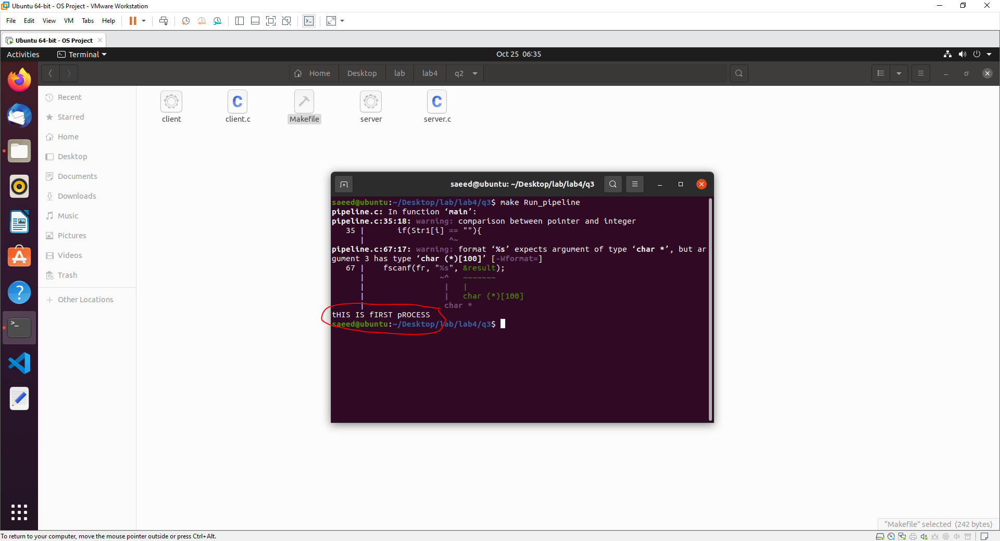 Ubuntu 64-bit - OS Project - VMware Workstation
File Edit View VM Tabs Help
Ubuntu 64-bit - OS Project
Activities Terminal Oct 25 06:35
Home Desktop lab lab4 q2
Recent
Starred
Home
Desktop
Documents
Downloads
Music
Pictures
Videos
Trash
+ Other Locations
client client.c Makefile server server.c
saeed@ubuntu: ~/Desktop/lab/lab4/q3
saeed@ubuntu:~/Desktop/lab/lab4/q3$ make Run_pipeline
pipeline.c: In function ‘main’:
pipeline.c:35:18: warning: comparison between pointer and integer
35 | if(Str1[i] == ""){
| ^~
pipeline.c:67:17: warning: format ‘%s’ expects argument of type ‘char *’, but ar
gument 3 has type ‘char (*)[100]’ [-Wformat=]
67 | fscanf(fr, "%s", &result);
| ~^ ~~~~~~~
| | |
| | char (*)[100]
| char *
tHIS IS fIRST pROCESS
saeed@ubuntu:~/Desktop/lab/lab4/q3$
“Makefile” selected (242 bytes)
To return to your computer, move the mouse pointer outside or press Ctrl+Alt.